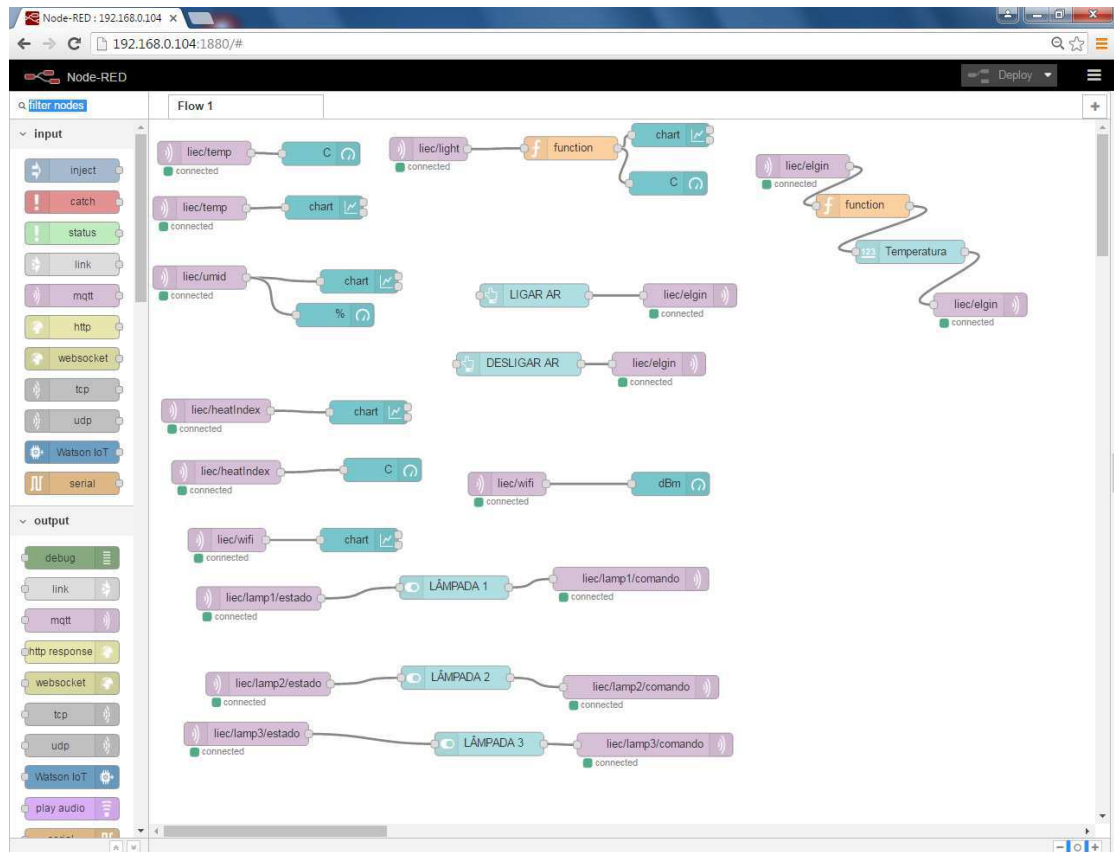 Node-RED : 192.168.0.104
192.168.0.104:1880/#
Node-RED
Deploy
filter nodes
Flow 1
input
inject
catch
status
link
mqtt
http
websocket
tcp
udp
Watson IoT
serial
output
debug
link
mqtt
http response
websocket
tcp
udp
Watson IoT
play audio
liec/temp
connected
C
liec/light
connected
function
chart
C
liec/elgin
connected
function
123 Temperatura
liec/elgin
connected
liec/temp
connected
chart
liec/umid
connected
chart
%
LIGAR AR
liec/elgin
connected
DESLIGAR AR
liec/elgin
connected
liec/heatIndex
connected
chart
liec/heatIndex
connected
C
liec/wifi
connected
dBm
liec/wifi
connected
chart
liec/lamp1/estado
connected
LÂMPADA 1
liec/lamp1/comando
connected
liec/lamp2/estado
connected
LÂMPADA 2
liec/lamp2/comando
connected
liec/lamp3/estado
connected
LÂMPADA 3
liec/lamp3/comando
connected